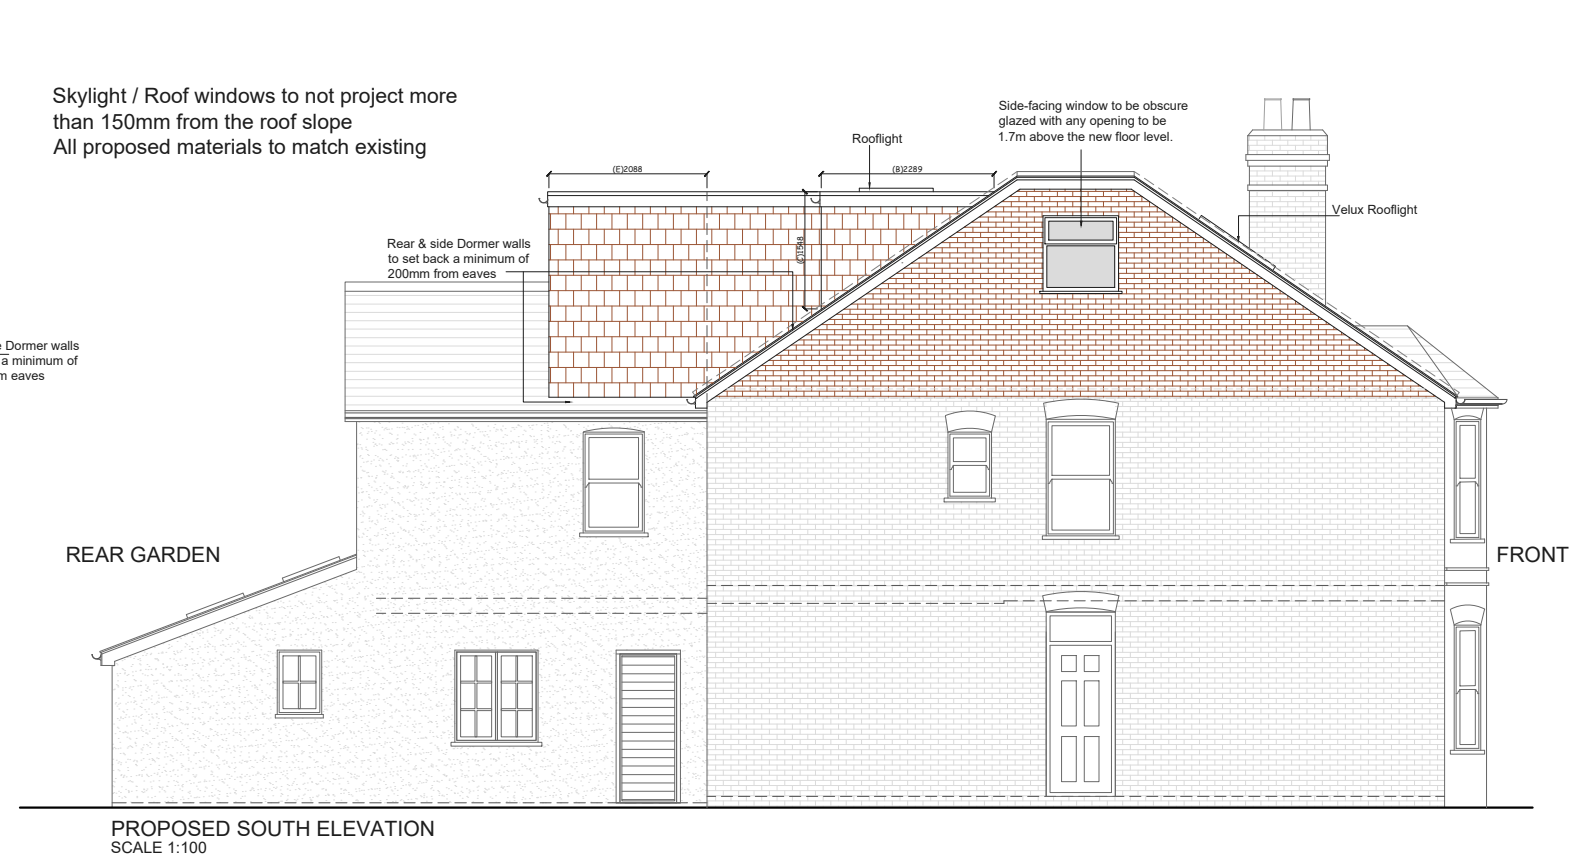 Skylight / Roof windows to not project more
than 150mm from the roof slope
All proposed materials to match existing
Side-facing window to be obscure
glazed with any opening to be
1.7m above the new floor level.
Rooflight
(E)2088
(B)2289
Velux Rooflight
Rear & side Dormer walls
to set back a minimum of
200mm from eaves
(C)1548
Dormer walls
a minimum of
eaves
REAR GARDEN
FRONT
PROPOSED SOUTH ELEVATION
SCALE 1:100